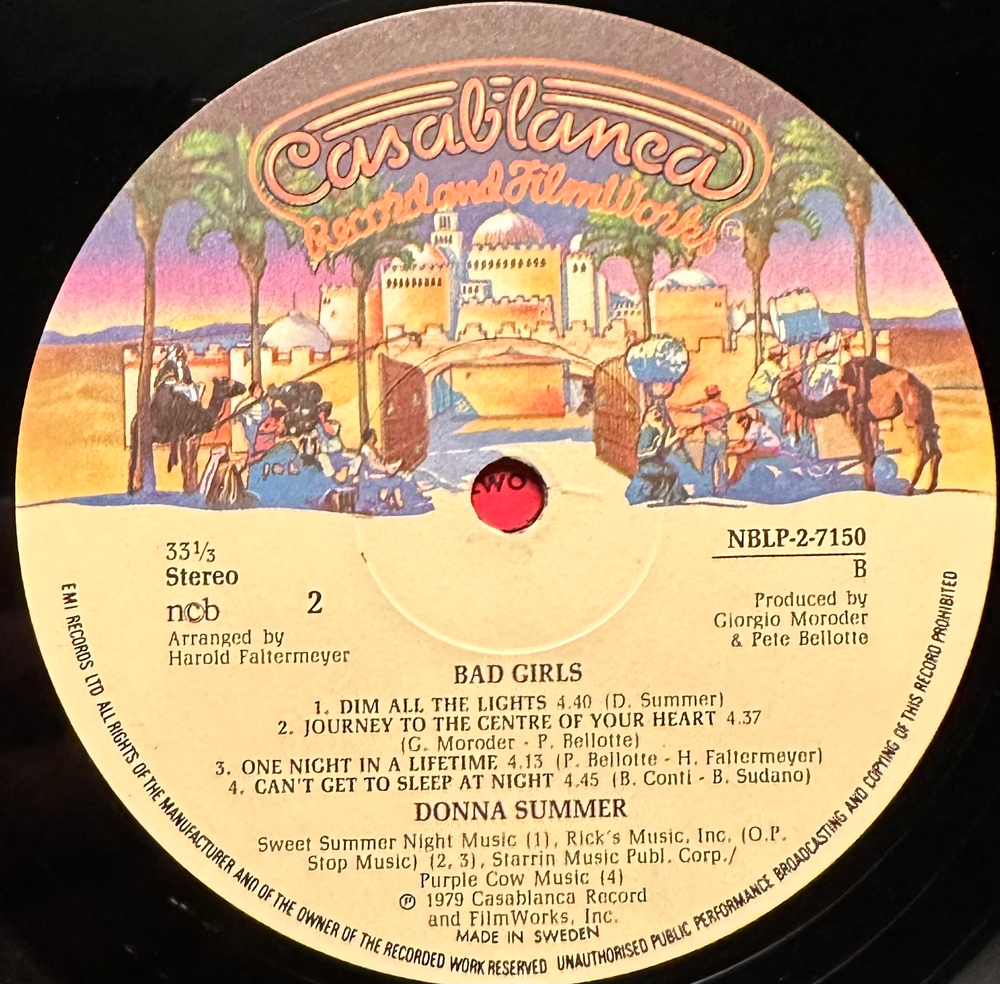 Casablanca
Record and FilmWorks
TM
TWO
33⅓
Stereo
ncb
2
Arranged by
Harold Faltermeyer
NBLP-2-7150
B
Produced by
Giorgio Moroder
& Pete Bellotte
BAD GIRLS
1. DIM ALL THE LIGHTS 4.40 (D. Summer)
2. JOURNEY TO THE CENTRE OF YOUR HEART 4.37
(G. Moroder - P. Bellotte)
3. ONE NIGHT IN A LIFETIME 4.13 (P. Bellotte - H. Faltermeyer)
4. CAN'T GET TO SLEEP AT NIGHT 4.45 (B. Conti - B. Sudano)
DONNA SUMMER
Sweet Summer Night Music (1), Rick's Music, Inc, (O.P.
Stop Music) (2, 3), Starrin Music Publ. Corp./
Purple Cow Music (4)
℗ 1979 Casablanca Record
and FilmWorks, Inc.
MADE IN SWEDEN
EMI RECORDS LTD ALL RIGHTS OF THE MANUFACTURER AND OF THE OWNER OF THE RECORDED WORK RESERVED UNAUTHORISED PUBLIC PERFORMANCE BROADCASTING AND COPYING OF THIS RECORD PROHIBITED